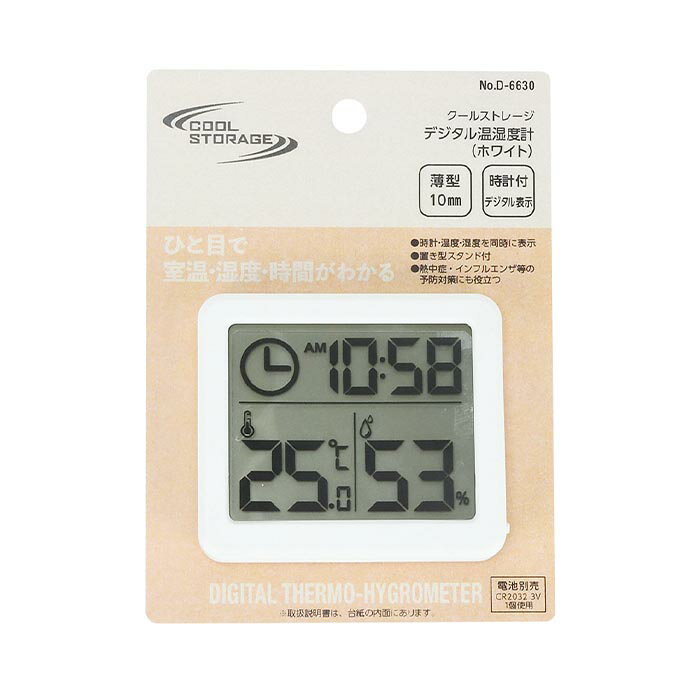 No.D-6630
COOL
STORAGE
クールストレージ
デジタル温湿度計
(ホワイト)
薄型
10mm
時計付
デジタル表示
ひと目で
室温・湿度・時間がわかる
●時計・温度・湿度を同時に表示
●置き型スタンド付
●熱中症・インフルエンザ等の
予防対策にも役立つ
AM 10:58
25.0℃
53%
DIGITAL THERMO-HYGROMETER
電池別売
CR2032 3V
1個使用
※取扱説明書は、台紙の内面にあります。